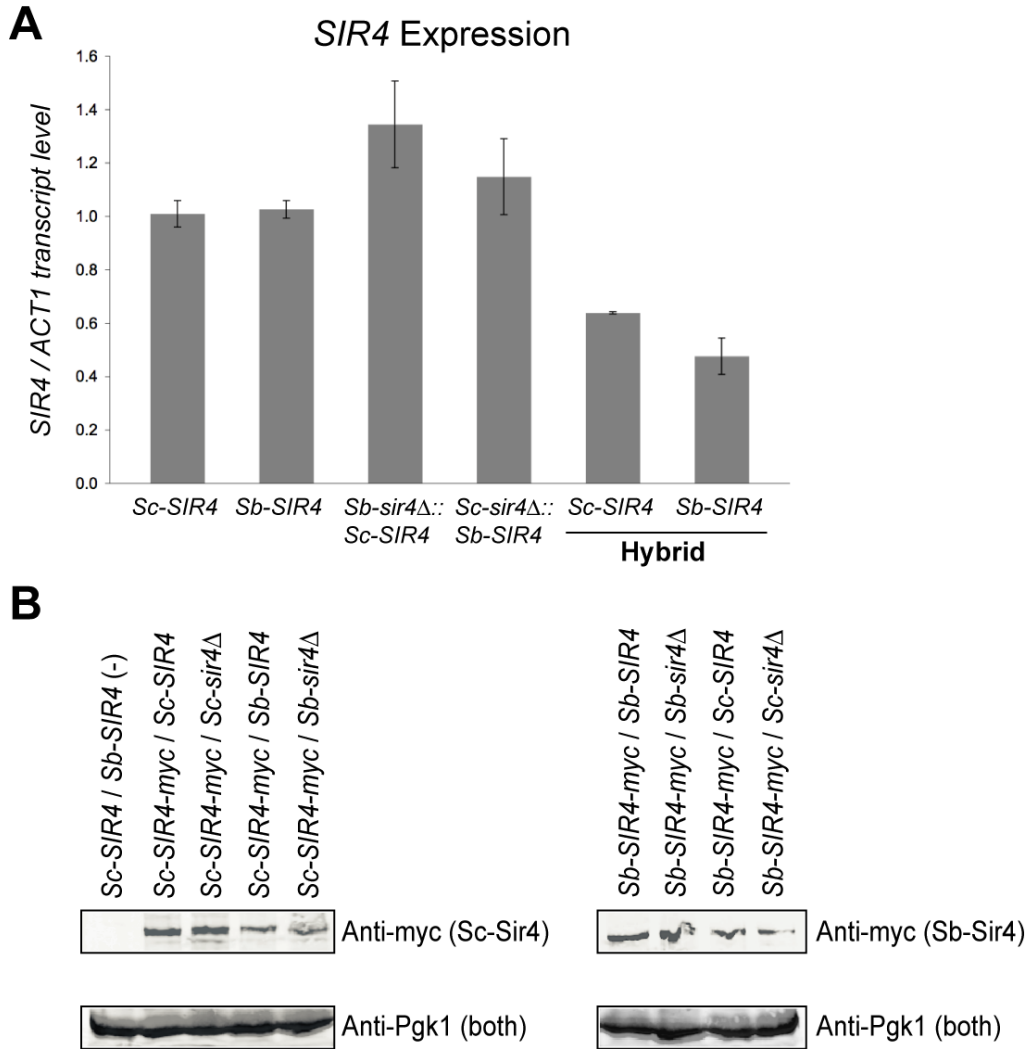 A
SIR4 Expression
SIR4 / ACT1 transcript level
1.6
1.4
1.2
1.0
0.8
0.6
0.4
0.2
0.0
Sc-SIR4
Sb-SIR4
Sb-sir4Δ::
Sc-SIR4
Sc-sir4Δ::
Sb-SIR4
Sc-SIR4
Sb-SIR4
Hybrid
B
Sc-SIR4 / Sb-SIR4 (-)
Sc-SIR4-myc / Sc-SIR4
Sc-SIR4-myc / Sc-sir4Δ
Sc-SIR4-myc / Sb-SIR4
Sc-SIR4-myc / Sb-sir4Δ
Anti-myc (Sc-Sir4)
Anti-Pgk1 (both)
Sb-SIR4-myc / Sb-SIR4
Sb-SIR4-myc / Sb-sir4Δ
Sb-SIR4-myc / Sc-SIR4
Sb-SIR4-myc / Sc-sir4Δ
Anti-myc (Sb-Sir4)
Anti-Pgk1 (both)